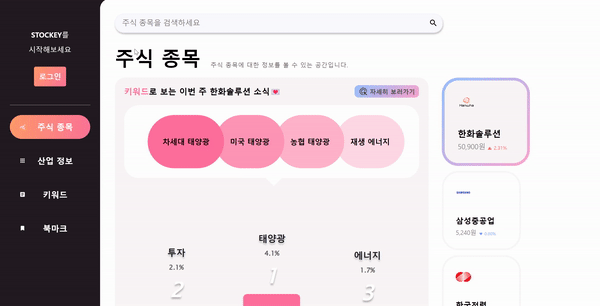 STOCKEY를
시작해보세요
로그인
주식 종목
산업 정보
키워드
북마크
주식 종목을 검색하세요
주식 종목
주식 종목에 대한 정보를 볼 수 있는 공간입니다.
키워드로 보는 이번 주 한화솔루션 소식💌
자세히 보러가기
차세대 태양광
미국 태양광
농협 태양광
재생 에너지
투자
2.1%
2
태양광
4.1%
1
에너지
1.7%
3
Hanwha
한화솔루션
50,900원 ▲ 2.31%
삼성중공업
5,240원
한국전력